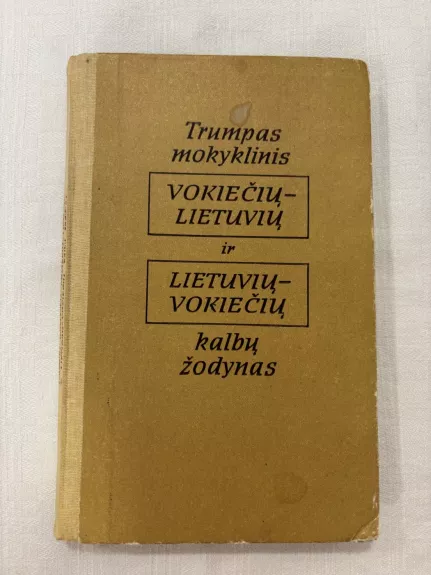 Trumpas
mokyklinis
VOKIEČIŲ–
LIETUVIŲ
ir
LIETUVIŲ–
VOKIEČIŲ
kalbų
žodynas